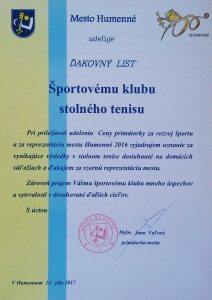 Mesto Humenné
HUMENNÉ
udeľuje
ĎAKOVNÝ LIST
Športovému klubu
stolného tenisu
Pri príležitosti udelenia Ceny primátorky za rozvoj športu
a za reprezentáciu mesta Humenné 2016 vyjadrujem uznanie za
vynikajúce výsledky v stolnom tenise dosiahnuté na domácich
súťažiach a ďakujem za vzornú reprezentáciu mesta.
Zároveň prajem Vášmu športovému klubu mnoho úspechov
a vytrvalosti v dosahovaní ďalších cieľov.
S úctou
PhDr. Jana Vaľová
primátorka mesta
V Humennom 14. júla 2017